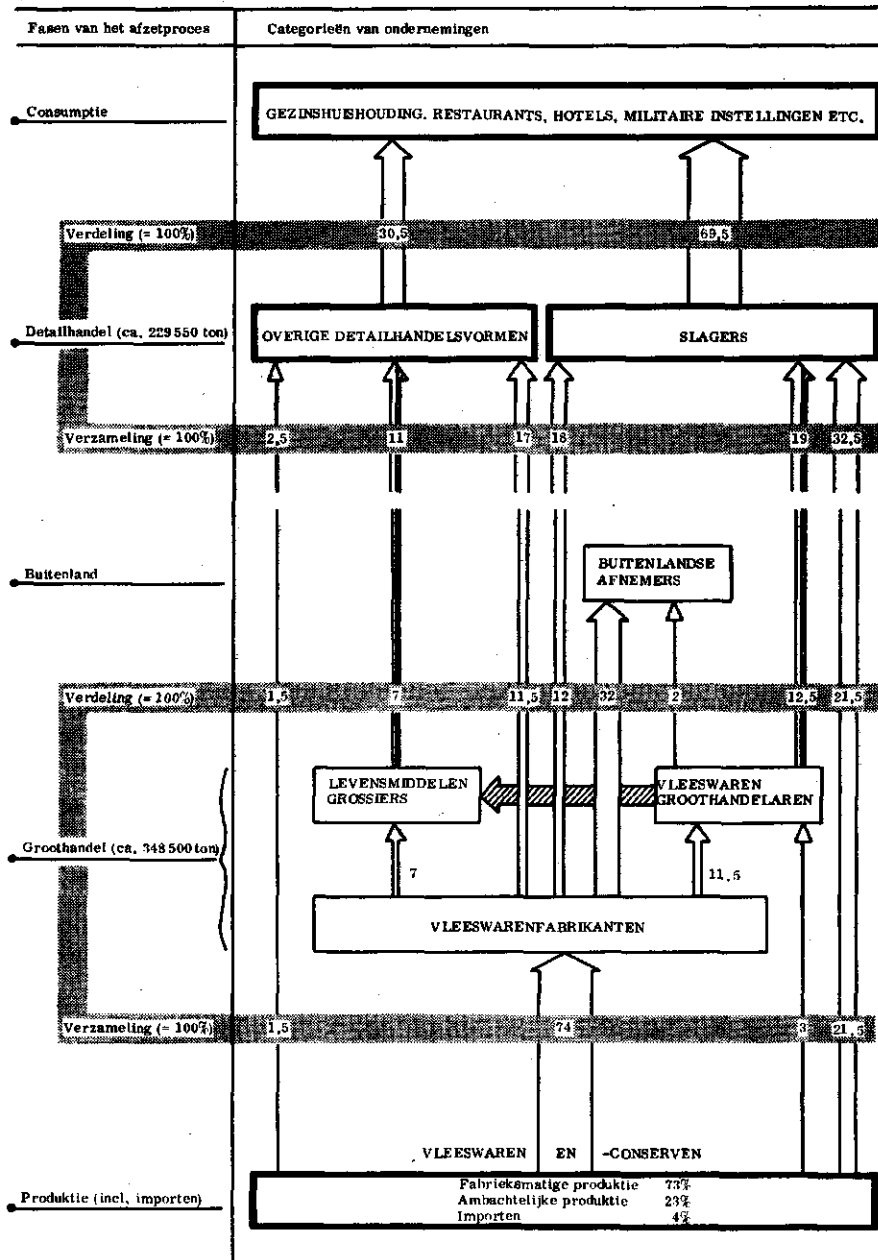 Fasen van het afzetproces
Categorieën van ondernemingen
Consumptie
GEZINSHUISHOUDING. RESTAURANTS, HOTELS, MILITAIRE INSTELLINGEN ETC.
Verdeling (= 100%) 30,5 69,5
Detailhandel (ca. 229 550 ton)
OVERIGE DETAILHANDELSVORMEN
SLAGERS
Verzameling (= 100%) 2,5 11 17 18 19 32,5
Buitenland
BUITENLANDSE
AFNEMERS
Verdeling (= 100%) 1,5 7 11,5 12 32 2 12,5 21,5
LEVENSMIDDELEN
GROSSIERS
VLEESWAREN
GROOTHANDELAREN
Groothandel (ca. 348 500 ton)
7
11,5
VLEESWARENFABRIKANTEN
Verzameling (= 100%) 1,5 74 3 21,5
VLEESWAREN EN -CONSERVEN
Produktie (incl, importen)
Fabrieksmatige produktie 73%
Ambachtelijke produktie 23%
Importen 4%